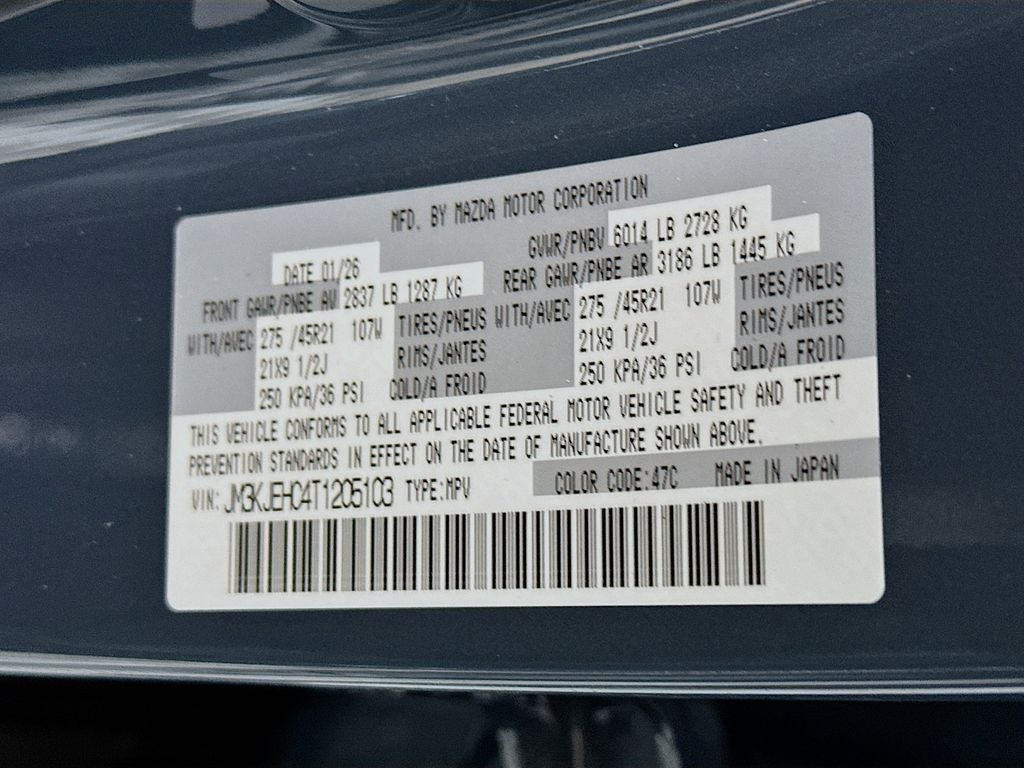 MFD. BY MAZDA MOTOR CORPORATION
DATE 01/26 GVWR/PNBV 6014 LB 2728 KG
FRONT GAWR/PNBE AV 2837 LB 1287 KG REAR GAWR/PNBE AR 3186 LB 1445 KG
WITH/AVEC 275 /45R21 107W TIRES/PNEUS WITH/AVEC 275 /45R21 107W TIRES/PNEUS
21X9 1/2J RIMS/JANTES 21X9 1/2J RIMS/JANTES
250 KPA/36 PSI COLD/A FROID 250 KPA/36 PSI COLD/A FROID
THIS VEHICLE CONFORMS TO ALL APPLICABLE FEDERAL MOTOR VEHICLE SAFETY AND THEFT
PREVENTION STANDARDS IN EFFECT ON THE DATE OF MANUFACTURE SHOWN ABOVE.
VIN: JM3KJEHC4T1205103 TYPE:MPV COLOR CODE:47C MADE IN JAPAN